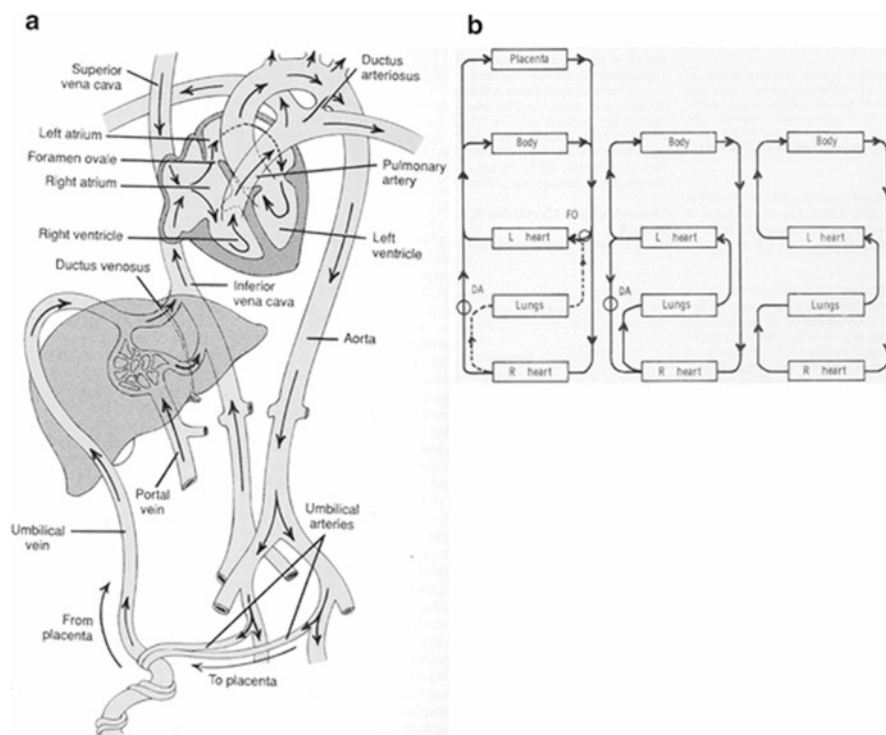 a
Superior
vena cava
Left atrium
Foramen ovale
Right atrium
Right ventricle
Ductus venosus
Ductus
arteriosus
Pulmonary
artery
Left
ventricle
Inferior
vena cava
Aorta
Portal
vein
Umbilical
vein
Umbilical
arteries
From
placenta
To placenta
b
Placenta
Body
FO
L heart
DA
Lungs
R heart
Body
L heart
DA
Lungs
R heart
Body
L heart
Lungs
R heart